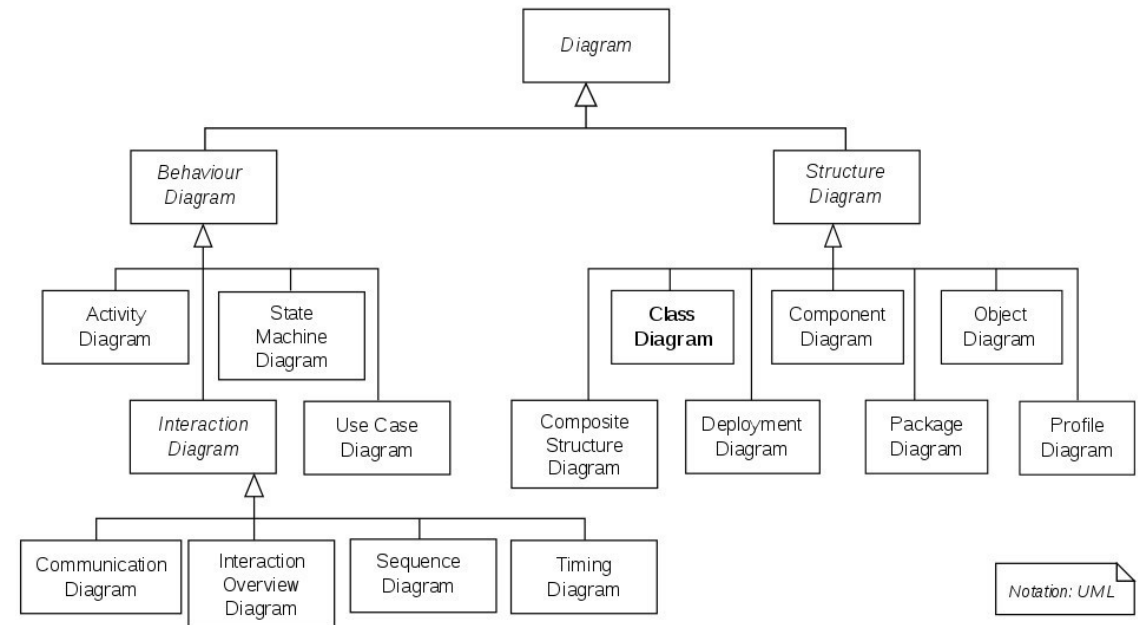 Diagram
Behaviour
Diagram
Structure
Diagram
Activity
Diagram
State
Machine
Diagram
Class
Diagram
Component
Diagram
Object
Diagram
Interaction
Diagram
Use Case
Diagram
Composite
Structure
Diagram
Deployment
Diagram
Package
Diagram
Profile
Diagram
Communication
Diagram
Interaction
Overview
Diagram
Sequence
Diagram
Timing
Diagram
Notation: UML